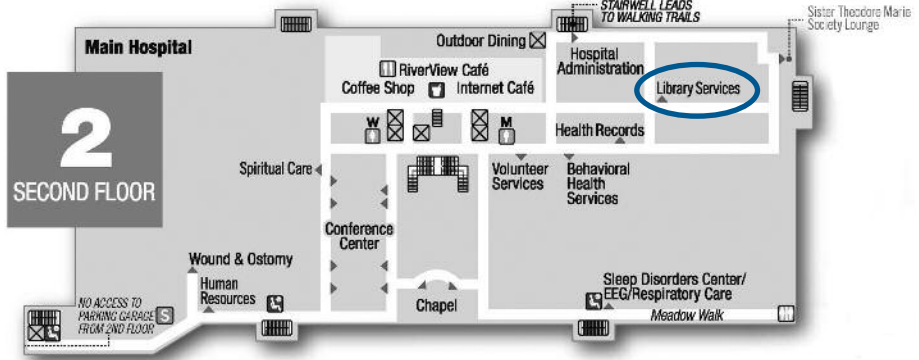 STAIRWELL LEADS
TO WALKING TRAILS
Sister Theodore Marie
Society Lounge
Main Hospital
Outdoor Dining
Hospital
Administration
RiverView Café
Coffee Shop
Internet Café
Library Services
2
SECOND FLOOR
W
M
Health Records
Spiritual Care
Volunteer
Services
Behavioral
Health
Services
Conference
Center
Wound & Ostomy
Human
Resources
Chapel
Sleep Disorders Center/
EEG/Respiratory Care
Meadow Walk
NO ACCESS TO
PARKING GARAGE
FROM 2ND FLOOR
S